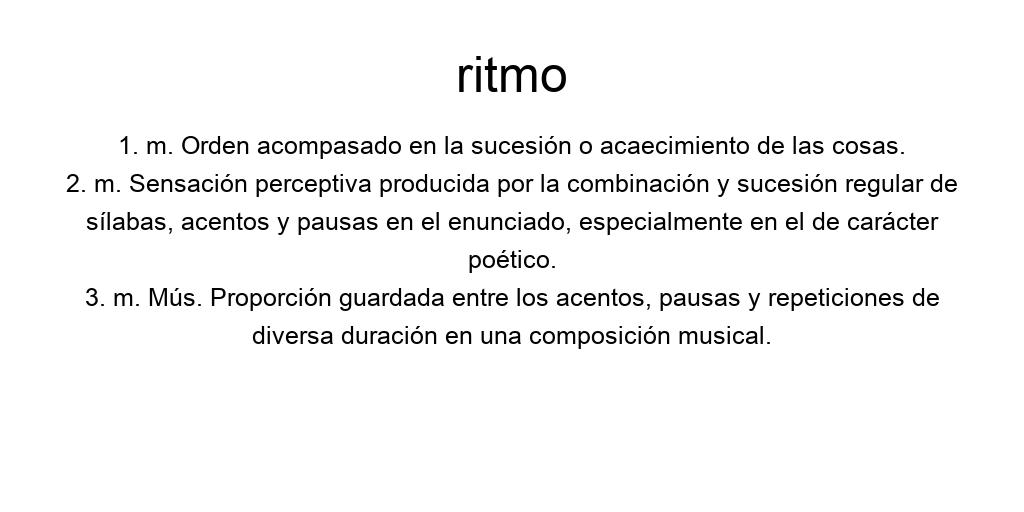 ritmo
1. m. Orden acompasado en la sucesión o acaecimiento de las cosas.
2. m. Sensación perceptiva producida por la combinación y sucesión regular de
sílabas, acentos y pausas en el enunciado, especialmente en el de carácter
poético.
3. m. Mús. Proporción guardada entre los acentos, pausas y repeticiones de
diversa duración en una composición musical.